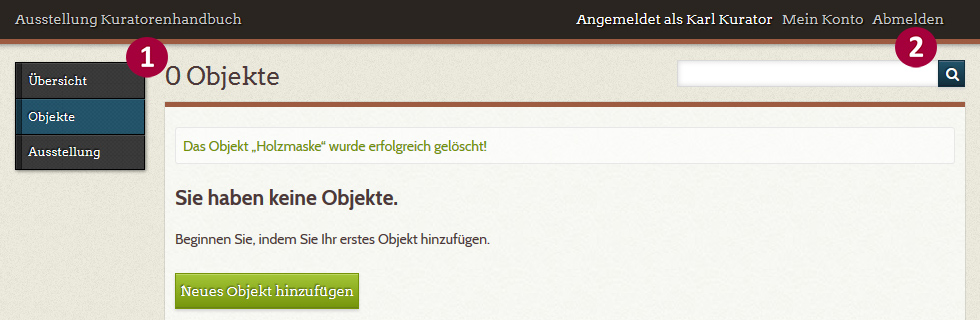 Ausstellung Kuratorenhandbuch
Angemeldet als Karl Kurator Mein Konto Abmelden
1
2
Übersicht
Objekte
Ausstellung
0 Objekte
Das Objekt „Holzmaske“ wurde erfolgreich gelöscht!
Sie haben keine Objekte.
Beginnen Sie, indem Sie Ihr erstes Objekt hinzufügen.
Neues Objekt hinzufügen